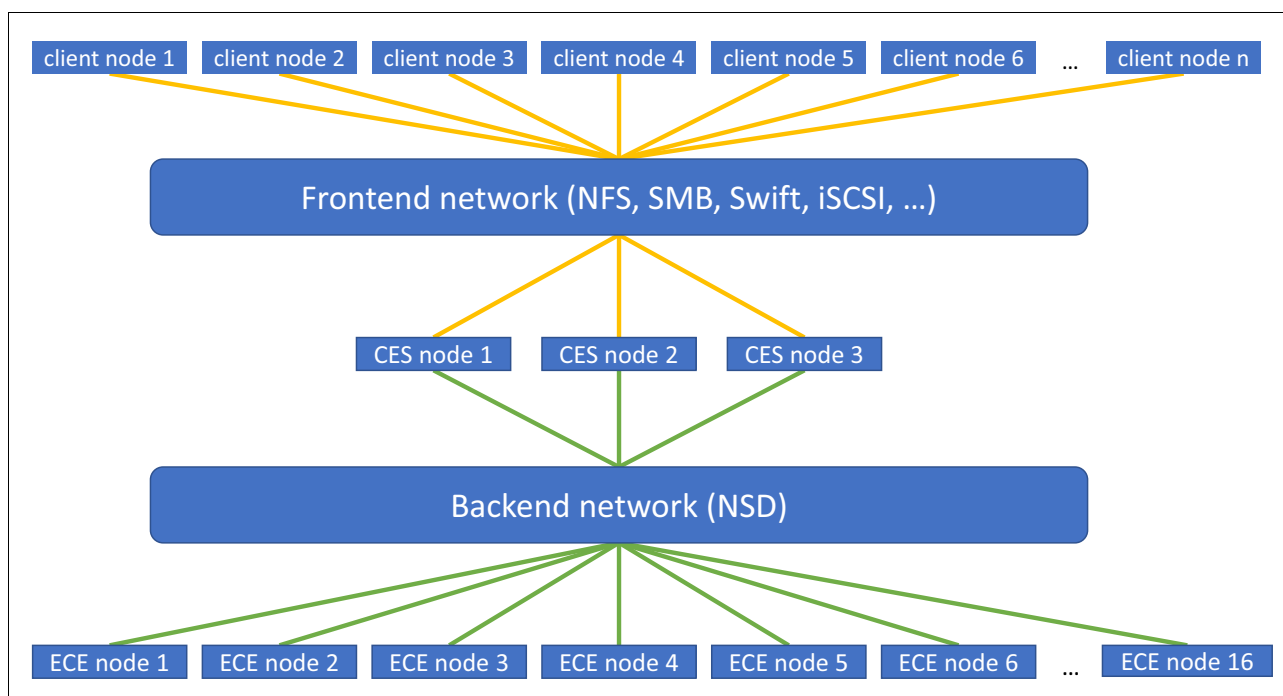 client node 1 client node 2 client node 3 client node 4 client node 5 client node 6 ... client node n
Frontend network (NFS, SMB, Swift, iSCSI, ...)
CES node 1 CES node 2 CES node 3
Backend network (NSD)
ECE node 1 ECE node 2 ECE node 3 ECE node 4 ECE node 5 ECE node 6 ... ECE node 16